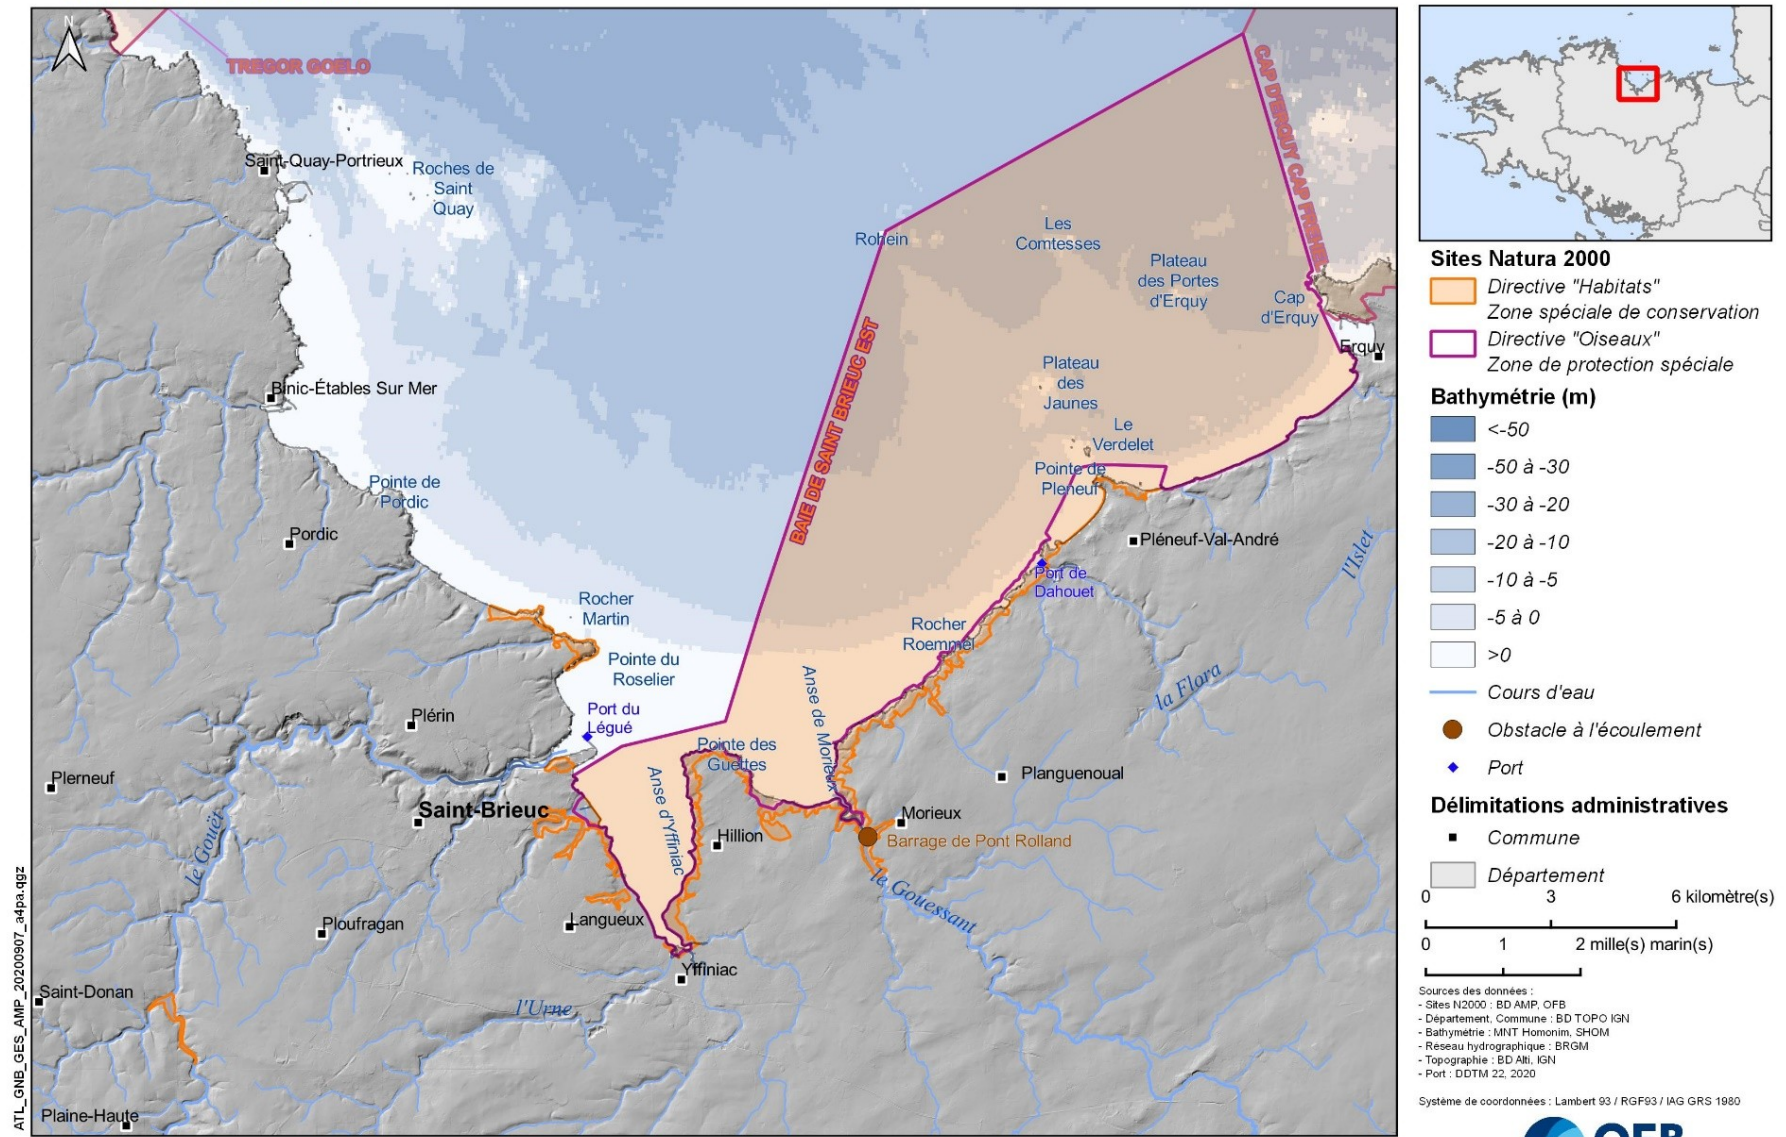 N
TREGOR GOELO
CAP D'ERQUY CAP FREHEL
Saint-Quay-Portrieux
Roches de
Saint
Quay
Rohein
Les
Comtesses
Plateau
des Portes
d'Erquy
Cap
d'Erquy
Erquy
BAIE DE SAINT BRIEUC EST
Plateau
des
Jaunes
Binic-Étables Sur Mer
Le
Verdelet
Pointe de
Pléneuf
Pointe de
Pordic
Pordic
Pléneuf-Val-André
l'Islet
Port de
Dahouet
Rocher
Martin
Rocher
Roemmel
Pointe du
Roselier
Anse de Morieux
la Flora
Port du
Légué
Plérin
Pointe des
Guettes
Plerneuf
Anse d'Yffiniac
Planguenoual
Saint-Brieuc
Morieux
Hillion
Barrage de Pont Rolland
le Gouët
le Gouessant
Ploufragan
Langueux
Yffiniac
Saint-Donan
l'Urne
Plaine-Haute
ATL_GNB_GES_AMP_20200907_a4pa.qgz
Sites Natura 2000
Directive "Habitats"
Zone spéciale de conservation
Directive "Oiseaux"
Zone de protection spéciale
Bathymétrie (m)
<-50
-50 à -30
-30 à -20
-20 à -10
-10 à -5
-5 à 0
>0
Cours d'eau
Obstacle à l'écoulement
Port
Délimitations administratives
Commune
Département
0 3 6 kilomètre(s)
0 1 2 mille(s) marin(s)
Sources des données :
- Sites N2000 : BD AMP, OFB
- Département, Commune : BD TOPO IGN
- Bathymétrie : MNT Homonim, SHOM
- Réseau hydrographique : BRGM
- Topographie : BD Alti, IGN
- Port : DDTM 22, 2020
Système de coordonnées : Lambert 93 / RGF93 / IAG GRS 1980
OFB